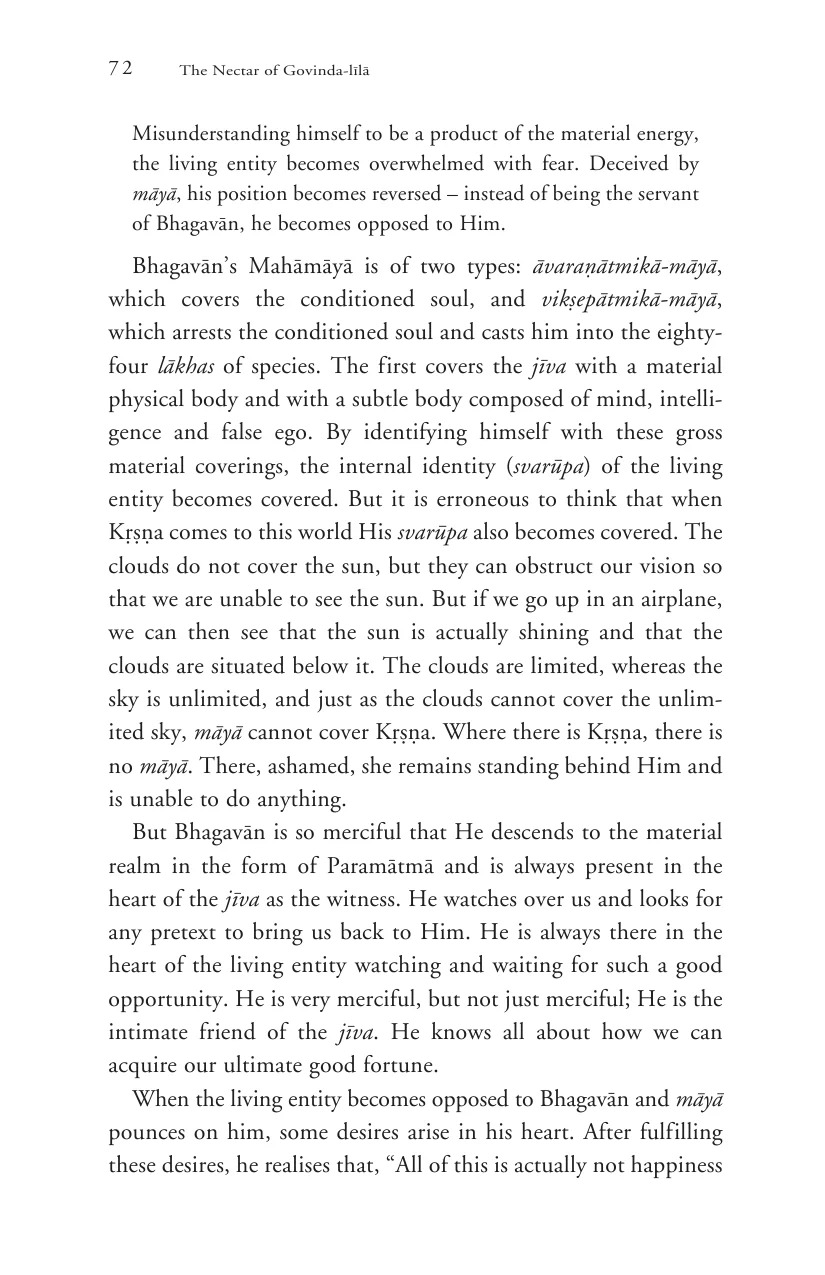 72 The Nectar of Govinda-līlā
Misunderstanding himself to be a product of the material energy,
the living entity becomes overwhelmed with fear. Deceived by
māyā, his position becomes reversed – instead of being the servant
of Bhagavān, he becomes opposed to Him.
Bhagavān’s Mahāmāyā is of two types: āvaraṇātmikā-māyā,
which covers the conditioned soul, and vikṣepātmikā-māyā,
which arrests the conditioned soul and casts him into the eighty-
four lākhas of species. The first covers the jīva with a material
physical body and with a subtle body composed of mind, intelli-
gence and false ego. By identifying himself with these gross
material coverings, the internal identity (svarūpa) of the living
entity becomes covered. But it is erroneous to think that when
Kṛṣṇa comes to this world His svarūpa also becomes covered. The
clouds do not cover the sun, but they can obstruct our vision so
that we are unable to see the sun. But if we go up in an airplane,
we can then see that the sun is actually shining and that the
clouds are situated below it. The clouds are limited, whereas the
sky is unlimited, and just as the clouds cannot cover the unlim-
ited sky, māyā cannot cover Kṛṣṇa. Where there is Kṛṣṇa, there is
no māyā. There, ashamed, she remains standing behind Him and
is unable to do anything.
But Bhagavān is so merciful that He descends to the material
realm in the form of Paramātmā and is always present in the
heart of the jīva as the witness. He watches over us and looks for
any pretext to bring us back to Him. He is always there in the
heart of the living entity watching and waiting for such a good
opportunity. He is very merciful, but not just merciful; He is the
intimate friend of the jīva. He knows all about how we can
acquire our ultimate good fortune.
When the living entity becomes opposed to Bhagavān and māyā
pounces on him, some desires arise in his heart. After fulfilling
these desires, he realises that, “All of this is actually not happiness